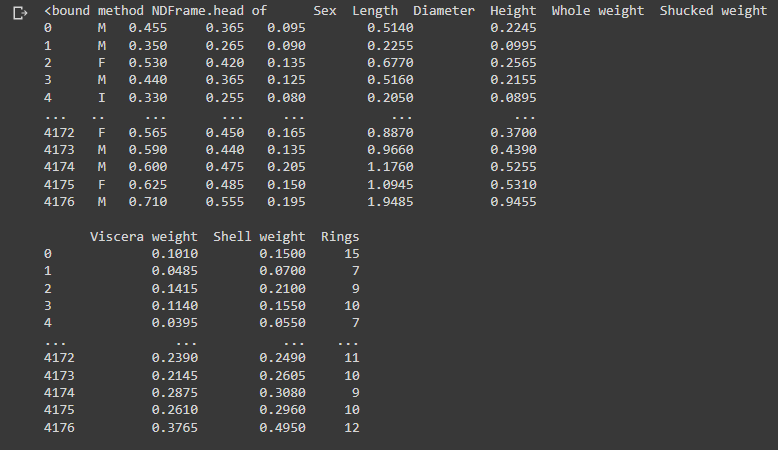 <bound method NDFrame.head of      Sex  Length  Diameter  Height  Whole weight  Shucked weight
0      M   0.455     0.365   0.095        0.5140          0.2245
1      M   0.350     0.265   0.090        0.2255          0.0995
2      F   0.530     0.420   0.135        0.6770          0.2565
3      M   0.440     0.365   0.125        0.5160          0.2155
4      I   0.330     0.255   0.080        0.2050          0.0895
...   ..     ...       ...     ...           ...             ...
4172   F   0.565     0.450   0.165        0.8870          0.3700
4173   M   0.590     0.440   0.135        0.9660          0.4390
4174   M   0.600     0.475   0.205        1.1760          0.5255
4175   F   0.625     0.485   0.150        1.0945          0.5310
4176   M   0.710     0.555   0.195        1.9485          0.9455
Viscera weight  Shell weight  Rings
0             0.1010        0.1500     15
1             0.0485        0.0700      7
2             0.1415        0.2100      9
3             0.1140        0.1550     10
4             0.0395        0.0550      7
...              ...           ...    ...
4172          0.2390        0.2490     11
4173          0.2145        0.2605     10
4174          0.2875        0.3080      9
4175          0.2610        0.2960     10
4176          0.3765        0.4950     12